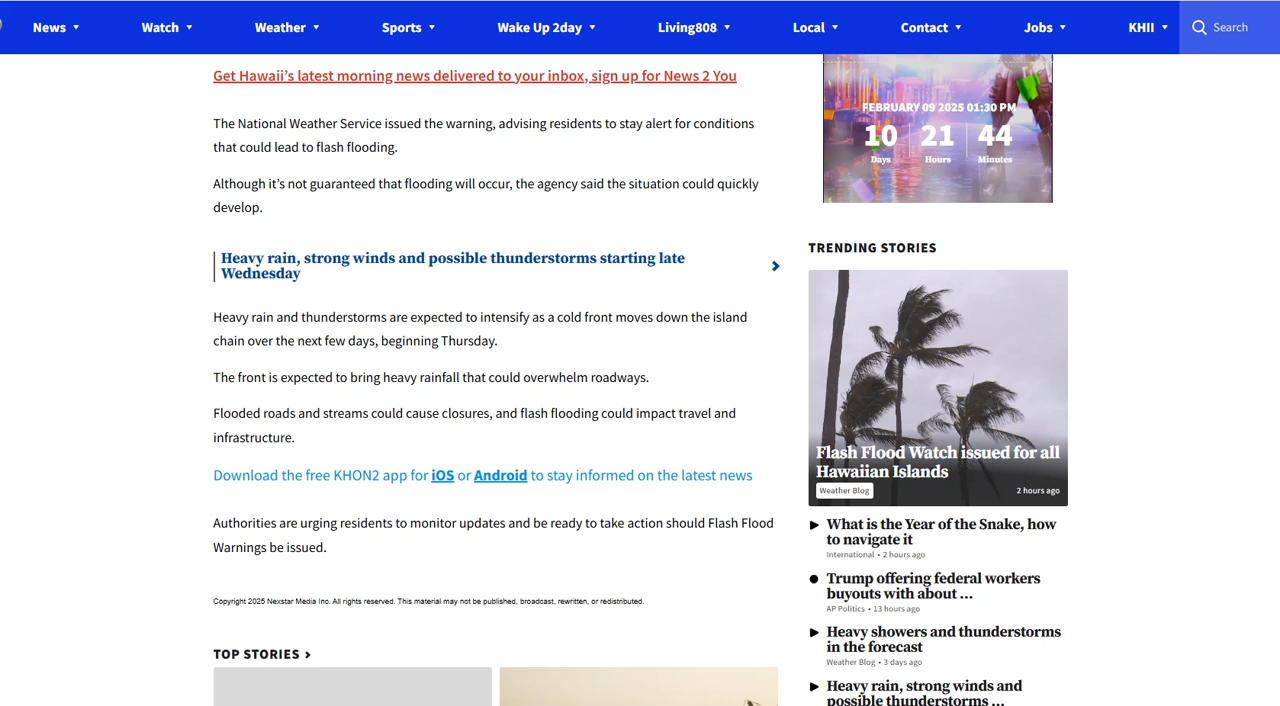 News
Watch
Weather
Sports
Wake Up 2day
Living808
Local
Contact
Jobs
KHII
Search
Get Hawaii’s latest morning news delivered to your inbox, sign up for News 2 You
The National Weather Service issued the warning, advising residents to stay alert for conditions
that could lead to flash flooding.
Although it’s not guaranteed that flooding will occur, the agency said the situation could quickly
develop.
Heavy rain, strong winds and possible thunderstorms starting late
Wednesday
Heavy rain and thunderstorms are expected to intensify as a cold front moves down the island
chain over the next few days, beginning Thursday.
The front is expected to bring heavy rainfall that could overwhelm roadways.
Flooded roads and streams could cause closures, and flash flooding could impact travel and
infrastructure.
Download the free KHON2 app for iOS or Android to stay informed on the latest news
Authorities are urging residents to monitor updates and be ready to take action should Flash Flood
Warnings be issued.
Copyright 2025 Nexstar Media Inc. All rights reserved. This material may not be published, broadcast, rewritten, or redistributed.
TOP STORIES
FEBRUARY 09 2025 01:30 PM
10 21 44
Days Hours Minutes
TRENDING STORIES
Flash Flood Watch issued for all
Hawaiian Islands
Weather Blog 2 hours ago
What is the Year of the Snake, how
to navigate it
International • 2 hours ago
Trump offering federal workers
buyouts with about ...
AP Politics • 13 hours ago
Heavy showers and thunderstorms
in the forecast
Weather Blog • 3 days ago
Heavy rain, strong winds and
possible thunderstorms ...